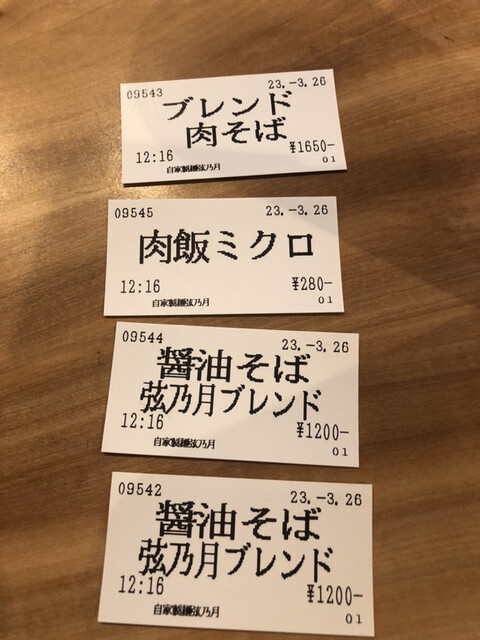 09543 23.-3.26
ブレンド
肉そば
12:16 ¥1650-
自家製麺弦乃月 01
09545 23.-3.26
肉飯ミクロ
12:16 ¥280-
自家製麺弦乃月 01
09544 23.-3.26
醤油そば
弦乃月ブレンド
12:16 ¥1200-
自家製麺弦乃月 01
09542 23.-3.26
醤油そば
弦乃月ブレンド
12:16 ¥1200-
自家製麺弦乃月 01